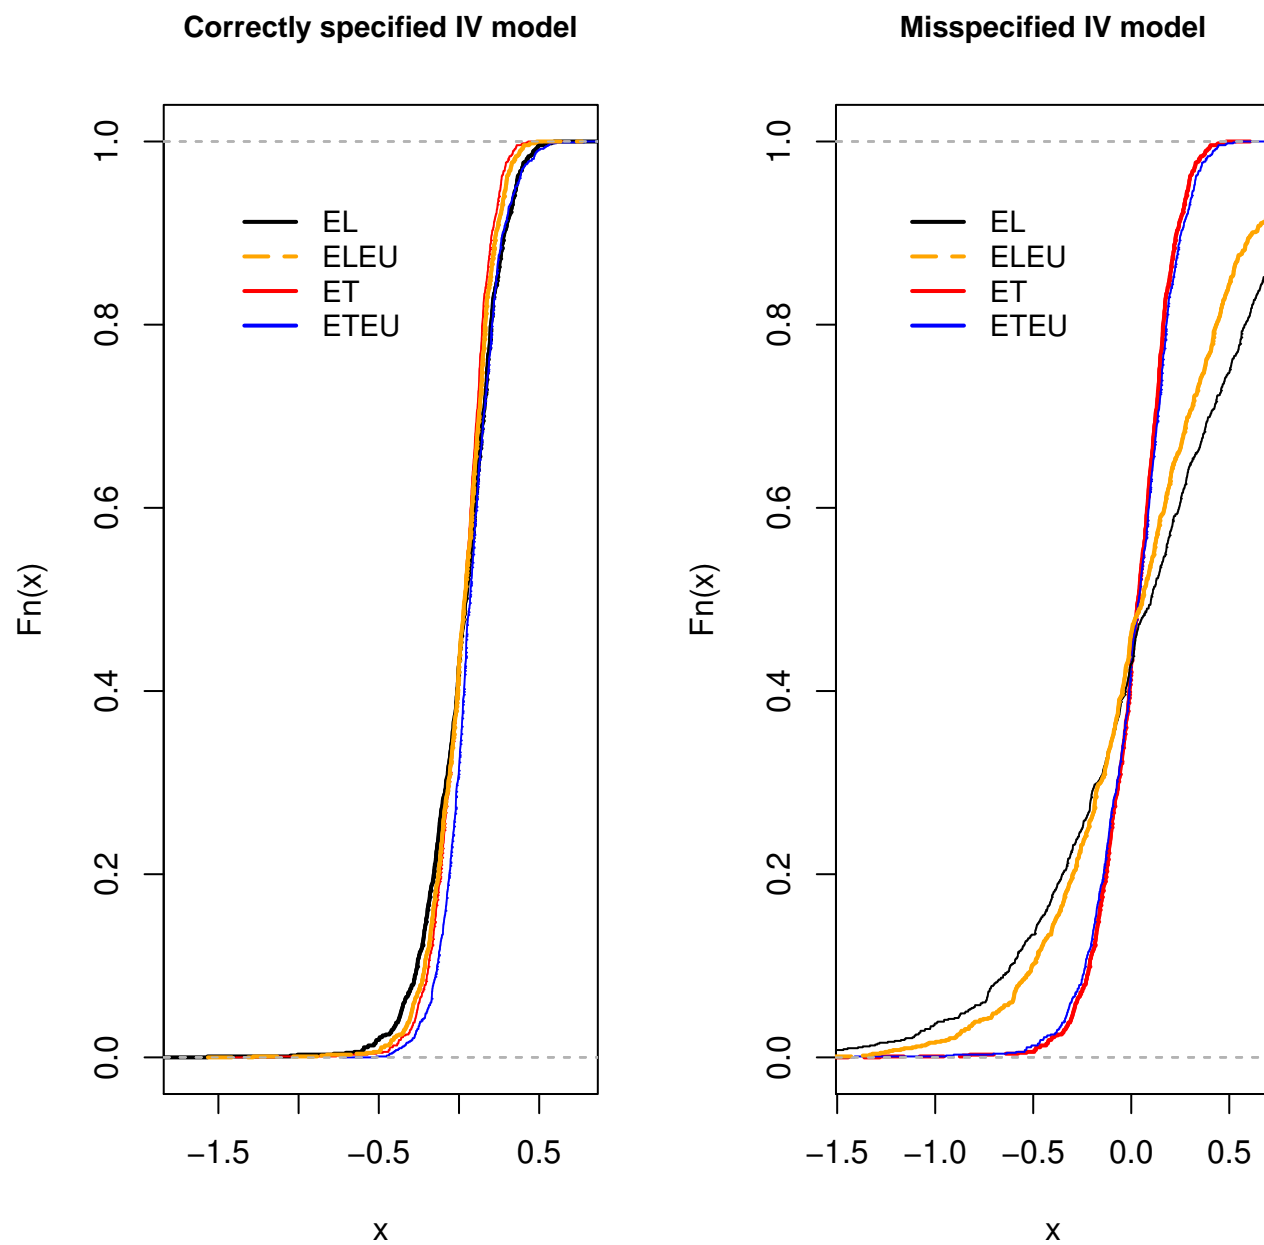 Correctly specified IV model
Fn(x)
1.0
0.8
0.6
0.4
0.2
0.0
EL
ELEU
ET
ETEU
−1.5
−0.5
0.5
x
Misspecified IV model
Fn(x)
1.0
0.8
0.6
0.4
0.2
0.0
EL
ELEU
ET
ETEU
−1.5
−1.0
−0.5
0.0
0.5
x